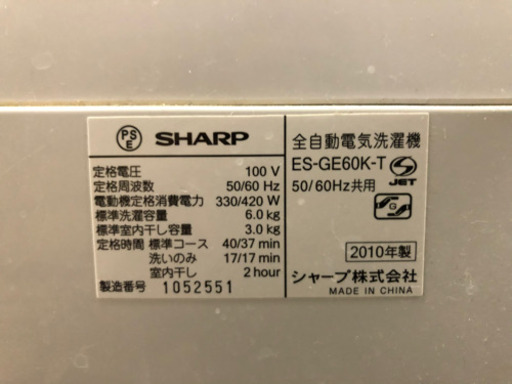 PSE SHARP
定格電圧 100 V
定格周波数 50/60 Hz
電動機定格消費電力 330/420 W
標準洗濯容量 6.0 kg
標準室内干し容量 3.0 kg
定格時間 標準コース 40/37 min
洗いのみ 17/17 min
室内干し 2 hour
製造番号 1052551
全自動電気洗濯機
ES-GE60K-T
50/60Hz共用
S JET
G
2010年製
シャープ株式会社
MADE IN CHINA